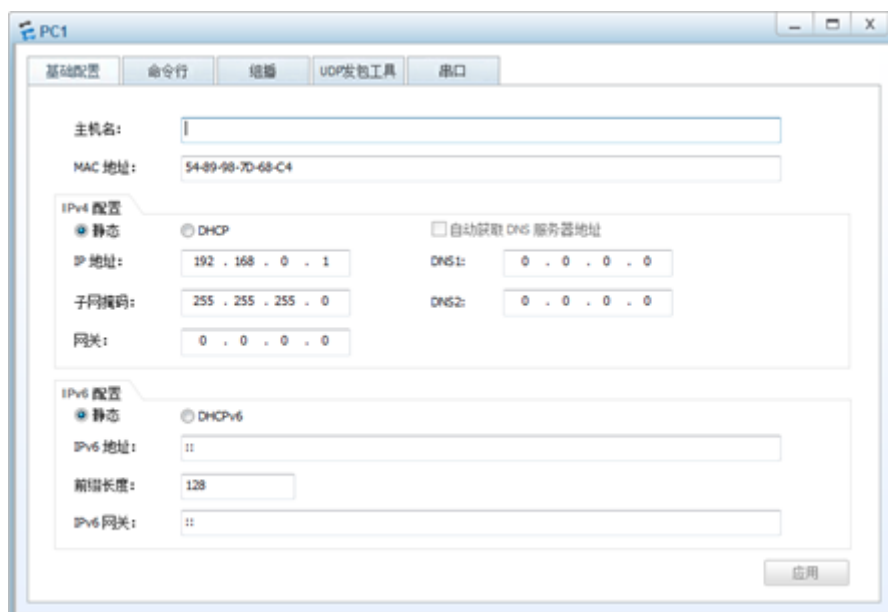 PC1
基础配置 命令行 组播 UDP发包工具 串口
主机名:
MAC 地址: 54-89-98-7D-68-C4
IPv4 配置
静态 DHCP 自动获取 DNS 服务器地址
IP 地址: 192 . 168 . 0 . 1 DNS1: 0 . 0 . 0 . 0
子网掩码: 255 . 255 . 255 . 0 DNS2: 0 . 0 . 0 . 0
网关: 0 . 0 . 0 . 0
IPv6 配置
静态 DHCPv6
IPv6 地址: ::
前缀长度: 128
IPv6 网关: ::
应用